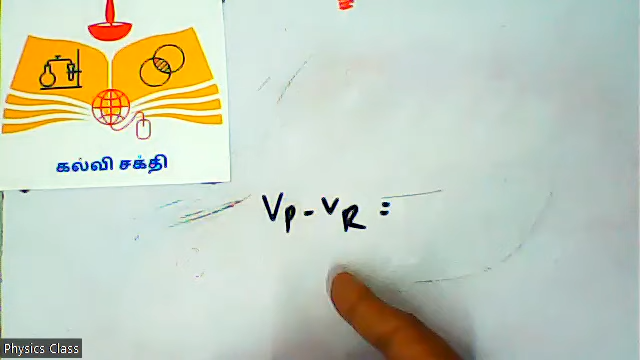 கல்வி சக்தி
Vp - VR =
Physics Class